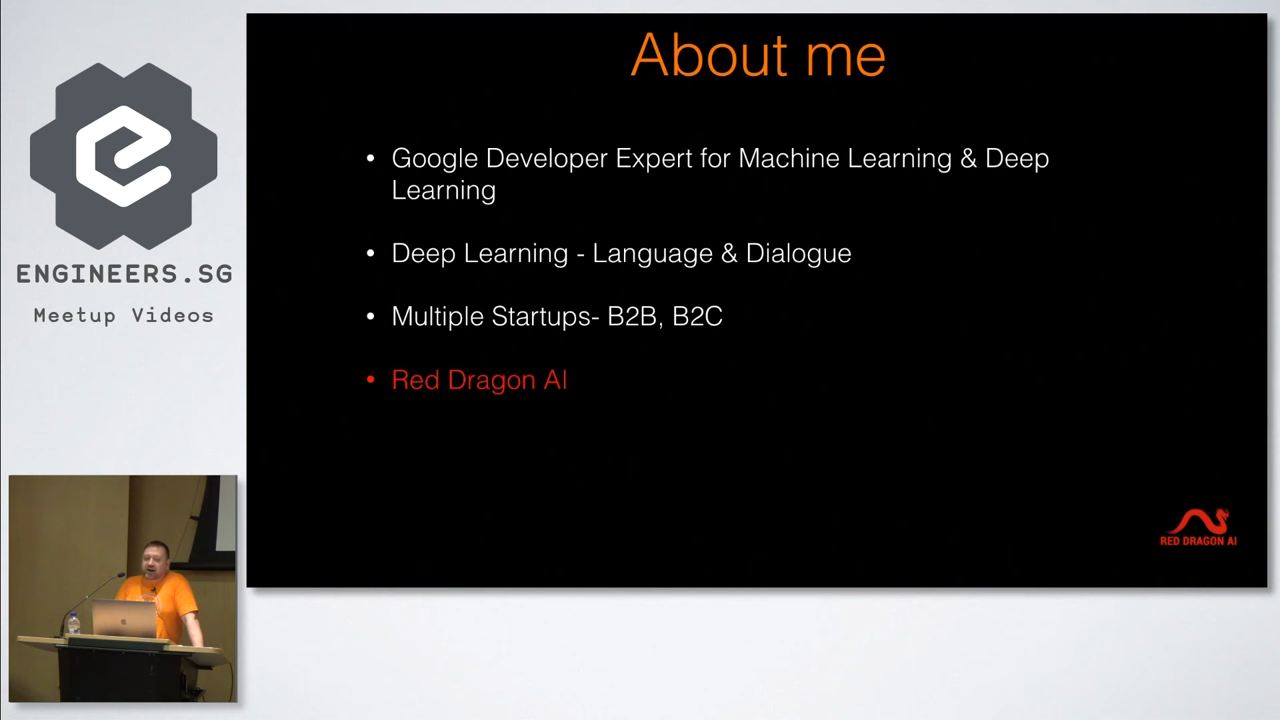 About me
• Google Developer Expert for Machine Learning & Deep
Learning
• Deep Learning - Language & Dialogue
• Multiple Startups- B2B, B2C
• Red Dragon AI
RED DRAGON AI
ENGINEERS.SG
Meetup Videos